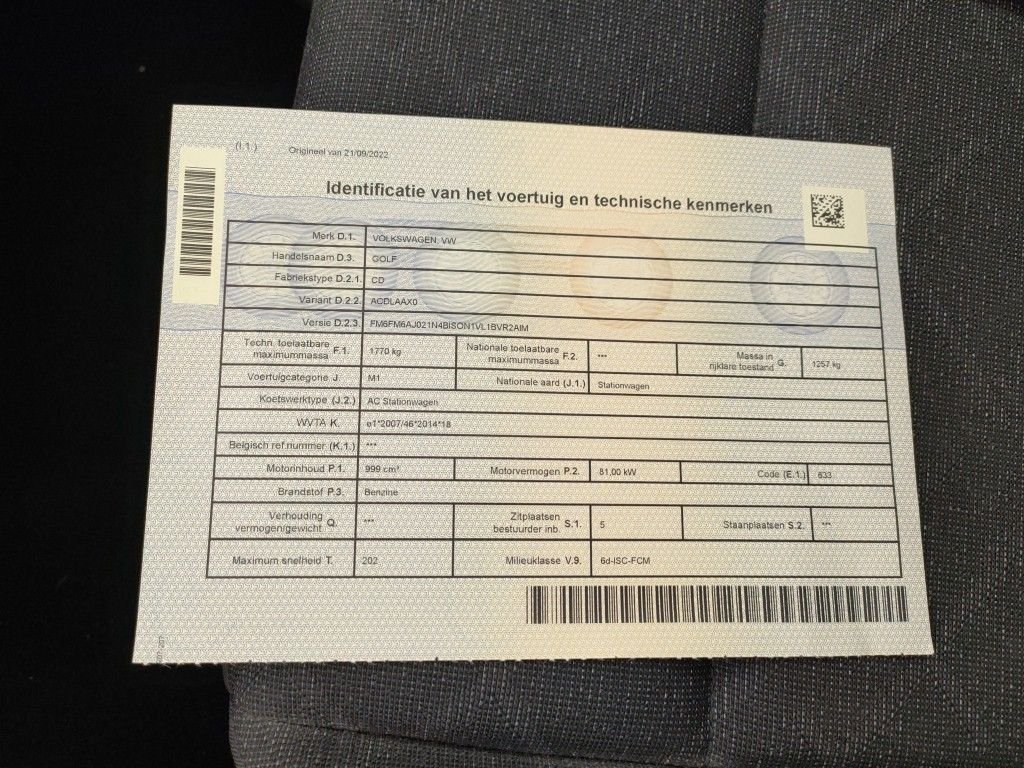 (I.1.) Origineel van 21/09/2022
Identificatie van het voertuig en technische kenmerken
Merk D.1. VOLKSWAGEN, VW
Handelsnaam D.3. GOLF
Fabriekstype D.2.1. CD
Variant D.2.2. ACDLAAX0
Versie D.2.3. FM6FM6AJ021N4BISON1VL1BVR2AIM
Techn. toelaatbare maximummassa F.1. 1770 kg Nationale toelaatbare maximummassa F.2. *** Massa in rijklare toestand G. 1257 kg
Voertuigcategorie J. M1 Nationale aard (J.1.) Stationwagen
Koetswerktype (J.2.) AC Stationwagen
WVTA K. e1*2007/46*2014*18
Belgisch ref.nummer (K.1.) ***
Motorinhoud P.1. 999 cm³ Motorvermogen P.2. 81,00 kW Code (E.1.) 633
Brandstof P.3. Benzine
Verhouding vermogen/gewicht Q. *** Zitplaatsen bestuurder inb. S.1. 5 Staanplaatsen S.2. ***
Maximum snelheid T. 202 Milieuklasse V.9. 6d-ISC-FCM